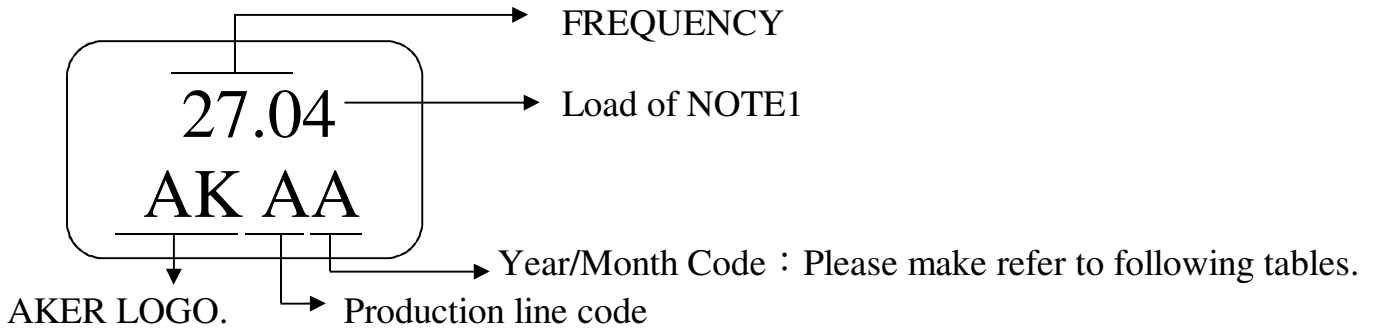 FREQUENCY
27.04
Load of NOTE1
AK AA
Year/Month Code：Please make refer to following tables.
AKER LOGO.
Production line code